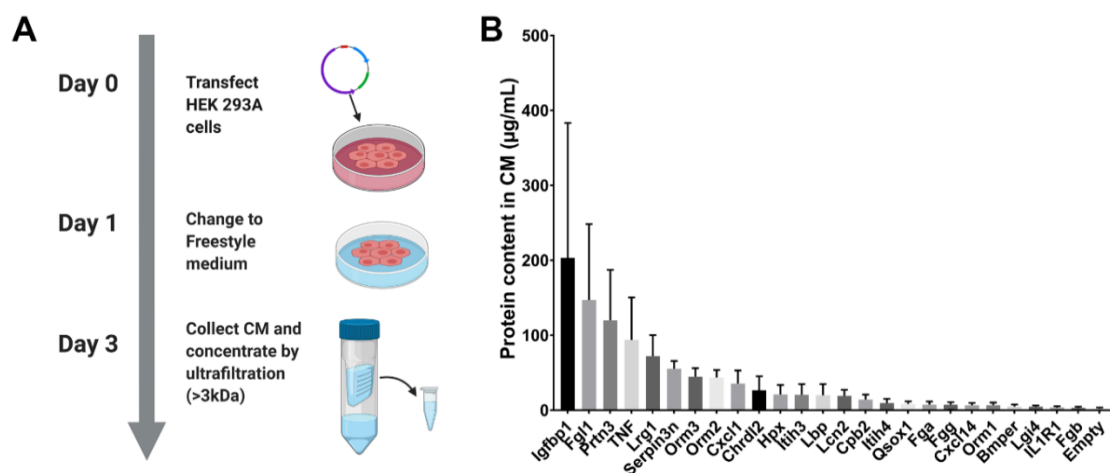 A
Day 0
Transfect
HEK 293A
cells
Day 1
Change to
Freestyle
medium
Day 3
Collect CM and
concentrate by
ultrafiltration
(>3kDa)
B
Protein content in CM (µg/mL)
500
400
300
200
100
0
Igfbp1
Fgl1
Prtn3
TNF
Lrg1
Serpin3n
Orm3
Orm2
Cxcl1
Chrdl2
Hpx
Itih3
Lbp
Lcn2
Cpb2
Itih4
Qsox1
Fga
Fgg
Cxcl14
Orm1
Bmper
Lgi4
IL1R1
Fgb
Empty